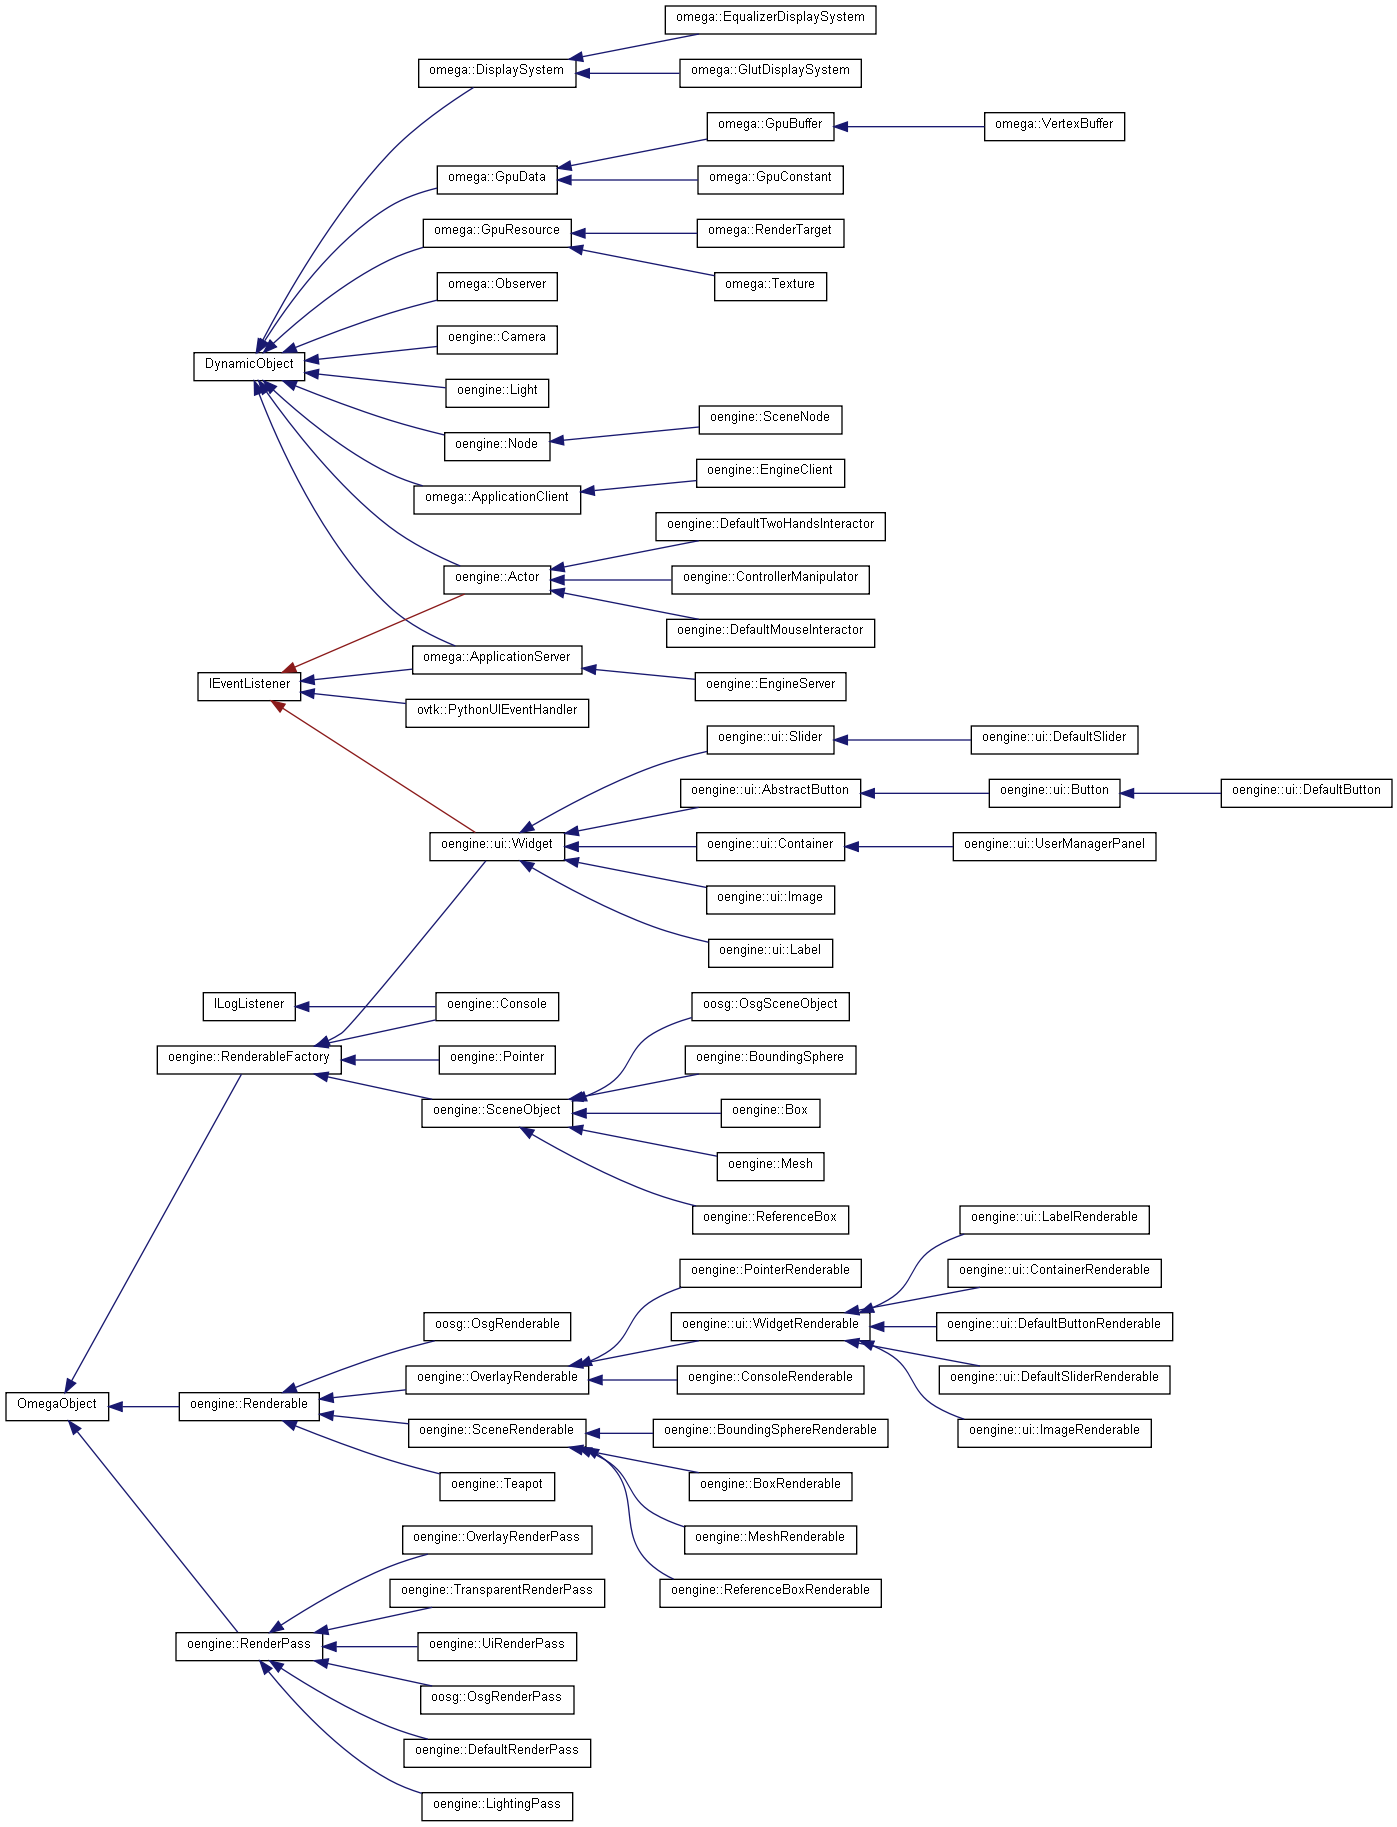 omega::EqualizerDisplaySystem
omega::DisplaySystem
omega::GlutDisplaySystem
omega::GpuBuffer
omega::VertexBuffer
omega::GpuData
omega::GpuConstant
omega::GpuResource
omega::RenderTarget
omega::Observer
omega::Texture
oengine::Camera
DynamicObject
oengine::Light
oengine::SceneNode
oengine::Node
oengine::EngineClient
omega::ApplicationClient
oengine::DefaultTwoHandsInteractor
oengine::Actor
oengine::ControllerManipulator
oengine::DefaultMouseInteractor
omega::ApplicationServer
IEventListener
oengine::EngineServer
ovtk::PythonUIEventHandler
oengine::ui::Slider
oengine::ui::DefaultSlider
oengine::ui::AbstractButton
oengine::ui::Button
oengine::ui::DefaultButton
oengine::ui::Widget
oengine::ui::Container
oengine::ui::UserManagerPanel
oengine::ui::Image
oengine::ui::Label
ILogListener
oengine::Console
oosg::OsgSceneObject
oengine::RenderableFactory
oengine::Pointer
oengine::BoundingSphere
oengine::SceneObject
oengine::Box
oengine::Mesh
oengine::ReferenceBox
oengine::ui::LabelRenderable
oengine::PointerRenderable
oengine::ui::ContainerRenderable
oosg::OsgRenderable
oengine::ui::WidgetRenderable
oengine::ui::DefaultButtonRenderable
oengine::OverlayRenderable
oengine::ConsoleRenderable
oengine::ui::DefaultSliderRenderable
OmegaObject
oengine::Renderable
oengine::SceneRenderable
oengine::BoundingSphereRenderable
oengine::ui::ImageRenderable
oengine::Teapot
oengine::BoxRenderable
oengine::OverlayRenderPass
oengine::MeshRenderable
oengine::TransparentRenderPass
oengine::ReferenceBoxRenderable
oengine::RenderPass
oengine::UiRenderPass
oosg::OsgRenderPass
oengine::DefaultRenderPass
oengine::LightingPass